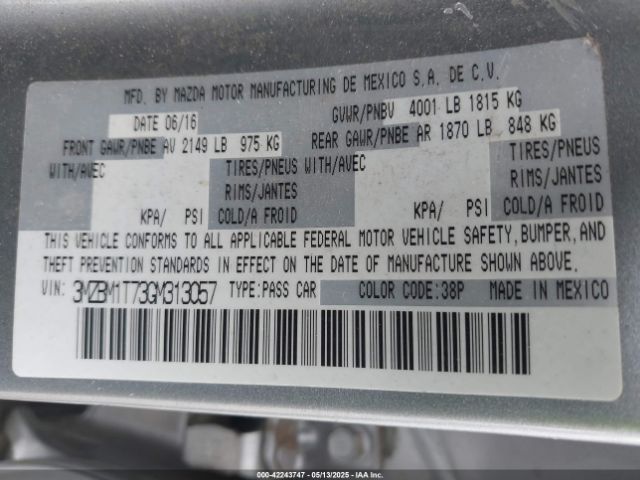 MFD. BY MAZDA MOTOR MANUFACTURING DE MEXICO S.A. DE C.V.
DATE 06/16 GVWR/PNBV 4001 LB 1815 KG
FRONT GAWR/PNBE AV 2149 LB 975 KG REAR GAWR/PNBE AR 1870 LB 848 KG
WITH/AVEC TIRES/PNEUS WITH/AVEC TIRES/PNEUS
RIMS/JANTES RIMS/JANTES
KPA/ PSI COLD/A FROID KPA/ PSI COLD/A FROID
THIS VEHICLE CONFORMS TO ALL APPLICABLE FEDERAL MOTOR VEHICLE SAFETY, BUMPER, AND
THEFT PREVENTION STANDARDS IN EFFECT ON THE DATE OF MANUFACTURE SHOWN ABOVE.
VIN: 3MZBM1T73GM313057 TYPE:PASS CAR COLOR CODE:38P MADE IN MEXICO
000-42243747 - 05/13/2025 - IAAI.CA